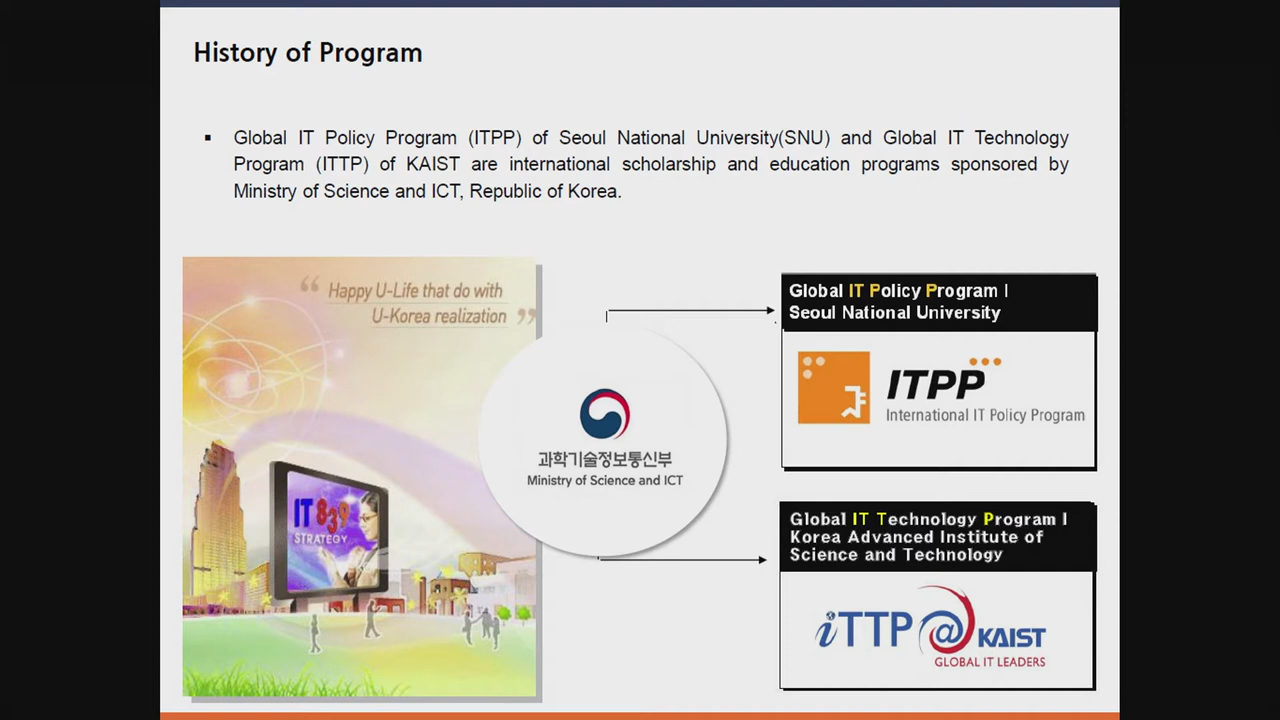 History of Program
▪ Global IT Policy Program (ITPP) of Seoul National University(SNU) and Global IT Technology
Program (ITTP) of KAIST are international scholarship and education programs sponsored by
Ministry of Science and ICT, Republic of Korea.
“ Happy U-Life that do with
U-Korea realization ”
IT 839
STRATEGY
과학기술정보통신부
Ministry of Science and ICT
Global IT Policy Program |
Seoul National University
ITPP
International IT Policy Program
Global IT Technology Program |
Korea Advanced Institute of
Science and Technology
iTTP@KAIST
GLOBAL IT LEADERS